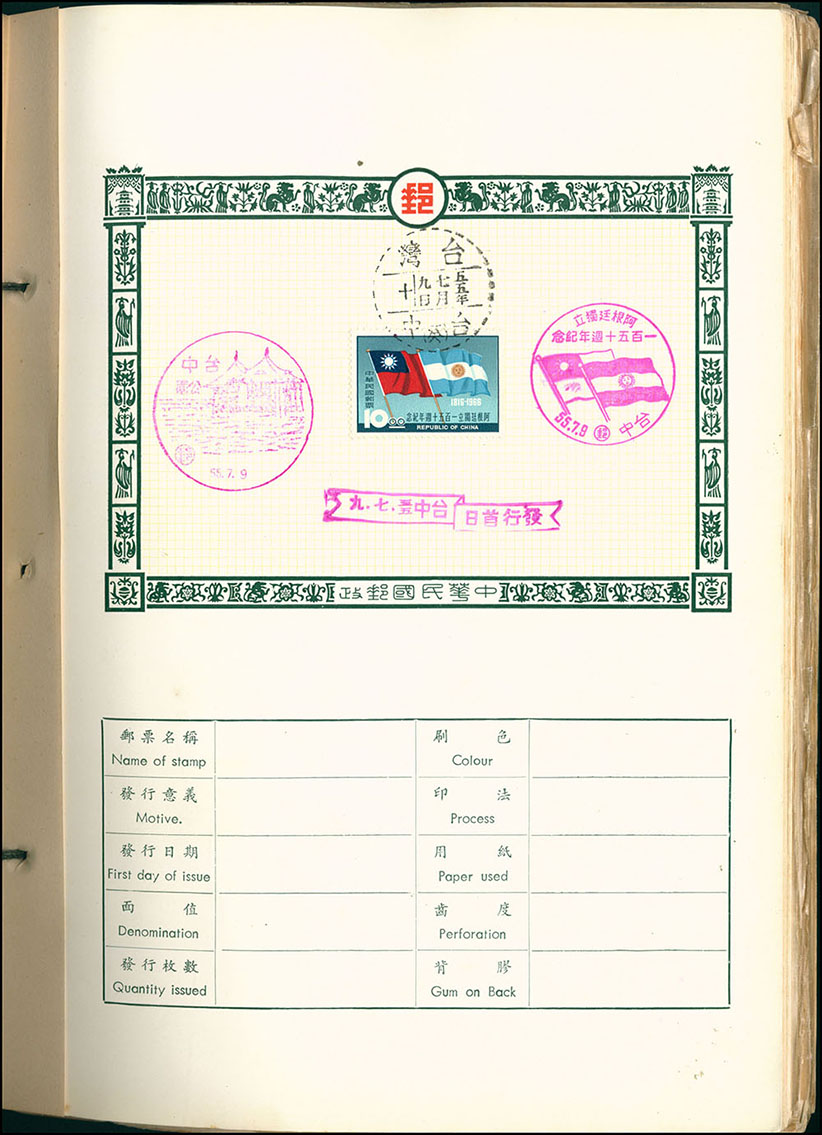 郵
台灣
五五年
七月
九日
十
中華民國郵票
1816-1966
10.00
阿根廷獨立一百五十週年紀念
REPUBLIC OF CHINA
台中
公園
郵
55.7.9
阿根廷獨立
一百五十週年紀念
55.7.9 郵 台中
發行首日 台中 五五.七.九
中華民國郵政
郵票名稱
Name of stamp
刷色
Colour
發行意義
Motive.
印法
Process
發行日期
First day of issue
用紙
Paper used
面值
Denomination
齒度
Perforation
發行枚數
Quantity issued
背膠
Gum on Back